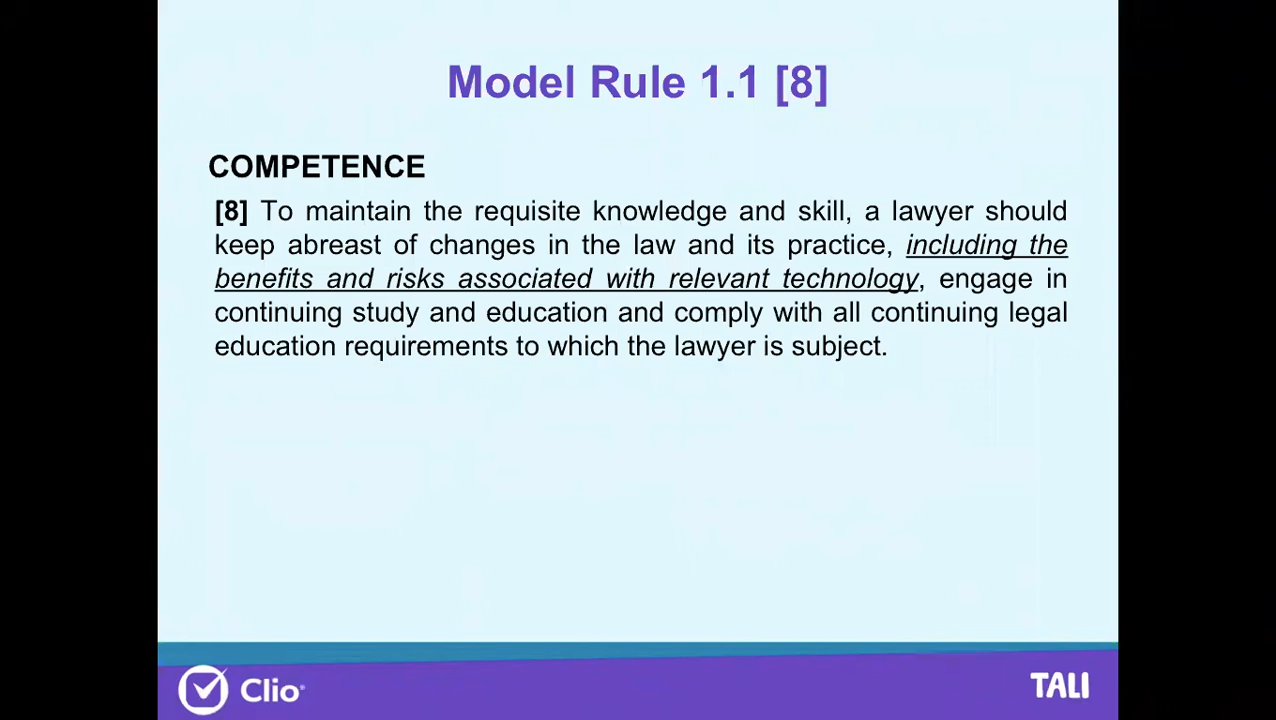 Model Rule 1.1 [8]
COMPETENCE
[8] To maintain the requisite knowledge and skill, a lawyer should
keep abreast of changes in the law and its practice, including the
benefits and risks associated with relevant technology, engage in
continuing study and education and comply with all continuing legal
education requirements to which the lawyer is subject.
Clio®
TALI